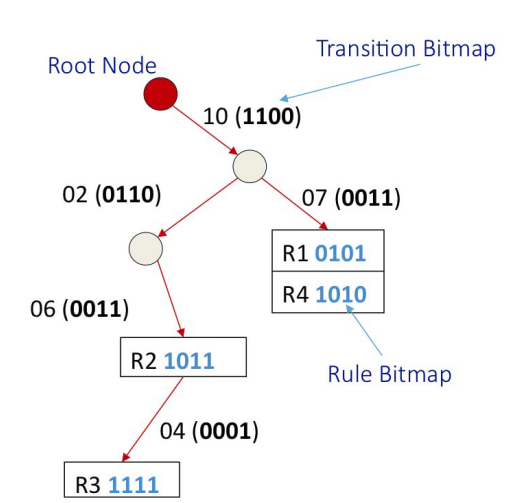 Transition Bitmap
Root Node
10 (1100)
02 (0110)
07 (0011)
R1 0101
R4 1010
06 (0011)
R2 1011
Rule Bitmap
04 (0001)
R3 1111